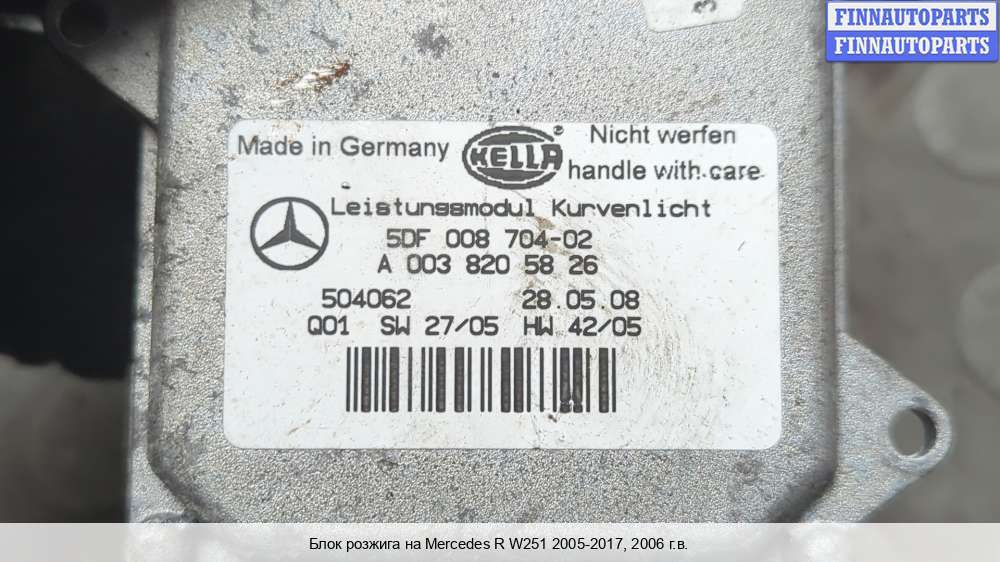 FINNAUTOPARTS
FINNAUTOPARTS
3
Made in Germany
HELLA
®
Nicht werfen
handle with care
Leistungsmodul Kurvenlicht
5DF 008 704-02
A 003 820 58 26
504062 28.05.08
Q01 SW 27/05 HW 42/05
Блок розжига на Mercedes R W251 2005-2017, 2006 г.в.